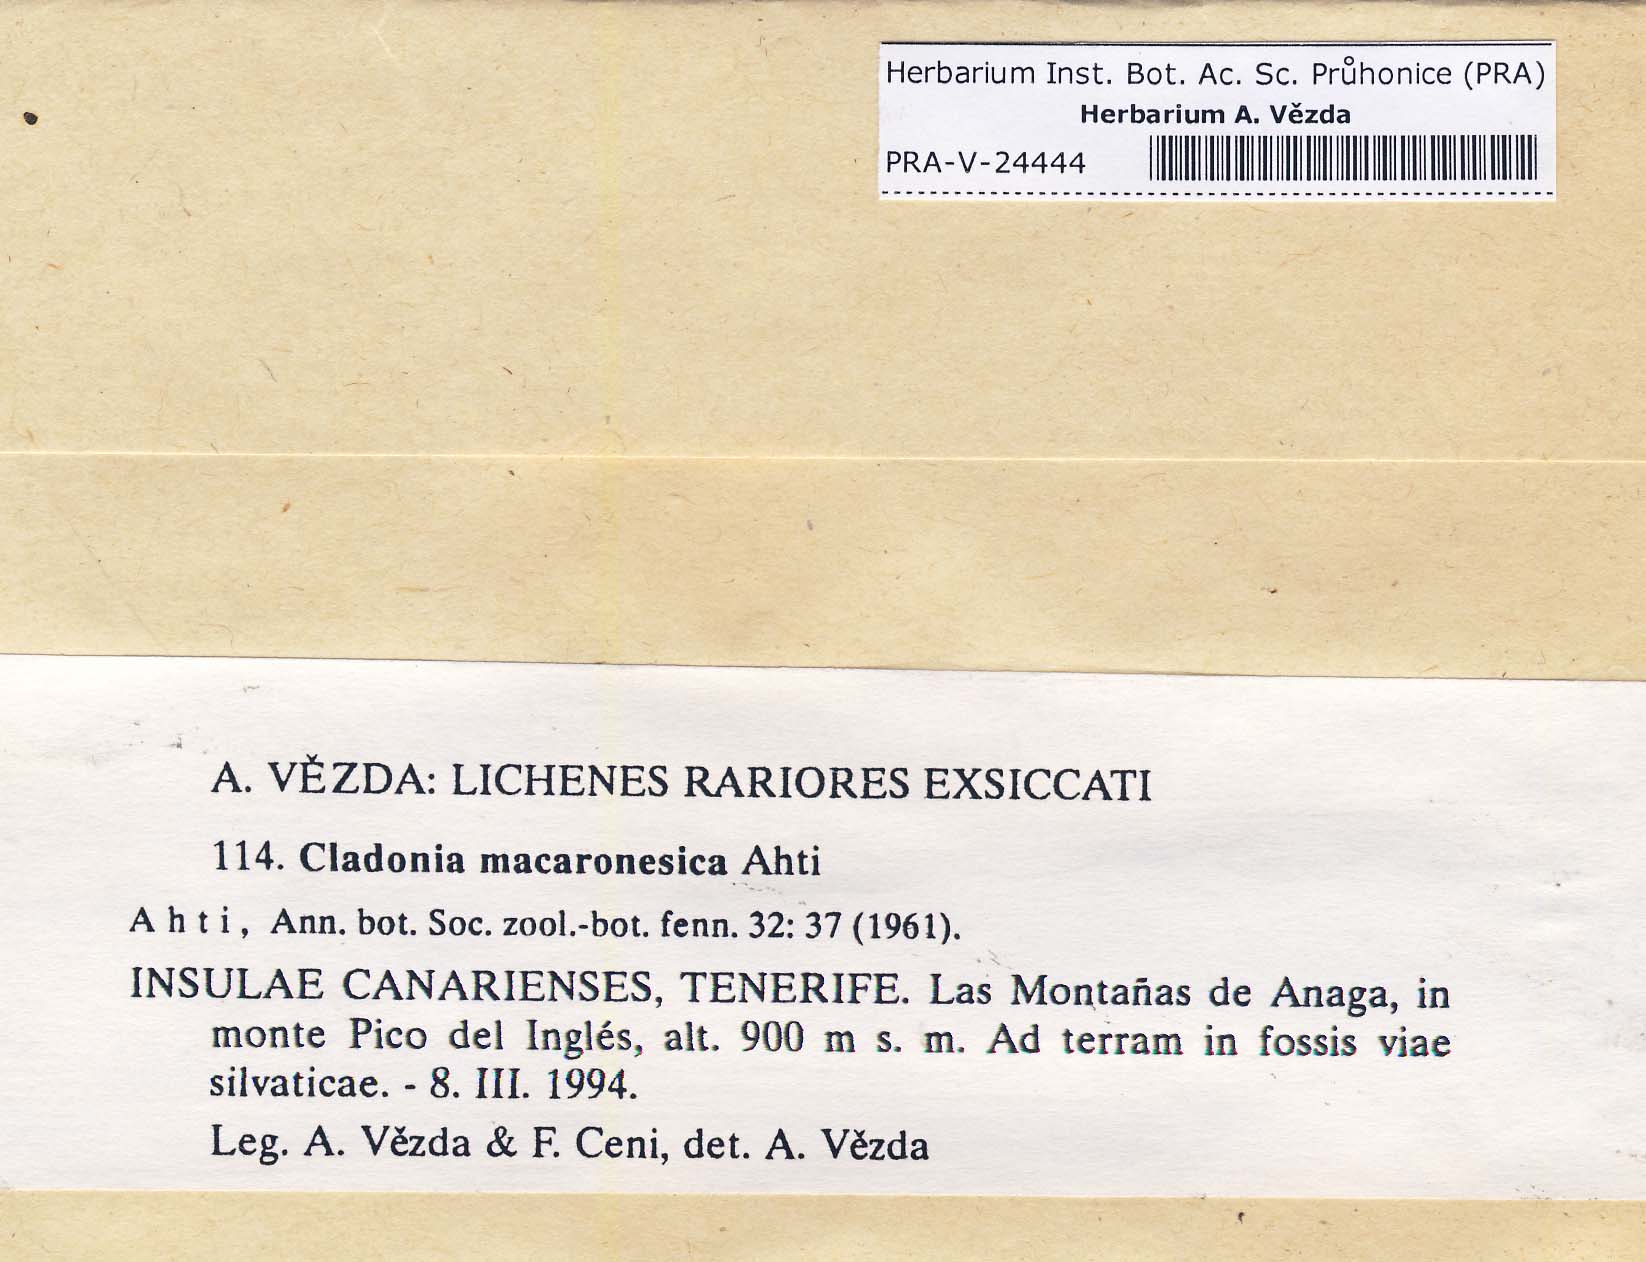 Herbarium Inst. Bot. Ac. Sc. Průhonice (PRA)
Herbarium A. Vězda
PRA-V-24444
A. VĚZDA: LICHENES RARIORES EXSICCATI
114. Cladonia macaronesica Ahti
Ahti, Ann. bot. Soc. zool.-bot. fenn. 32: 37 (1961).
INSULAE CANARIENSES, TENERIFE. Las Montañas de Anaga, in
monte Pico del Inglés, alt. 900 m s. m. Ad terram in fossis viae
silvaticae. - 8. III. 1994.
Leg. A. Vězda & F. Ceni, det. A. Vězda